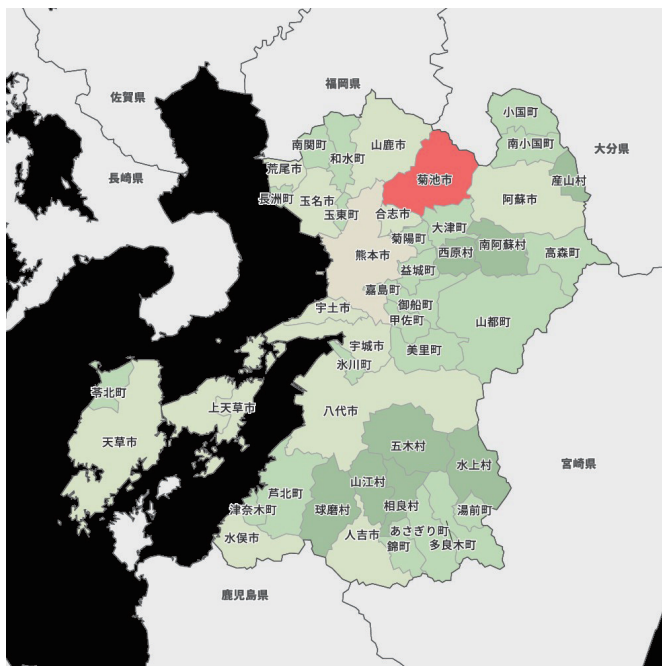 福岡県
佐賀県
小国町
南関町
山鹿市
南小国町
大分県
和水町
荒尾市
長崎県
菊池市
産山村
長洲町
玉名市
阿蘇市
玉東町
合志市
大津町
菊陽町
南阿蘇村
熊本市
西原村
高森町
益城町
嘉島町
御船町
宇土市
甲佐町
山都町
宇城市
美里町
氷川町
苓北町
上天草市
八代市
天草市
五木村
水上村
宮崎県
山江村
芦北町
相良村
津奈木町
球磨村
湯前町
水俣市
人吉市
あさぎり町
錦町
多良木町
鹿児島県